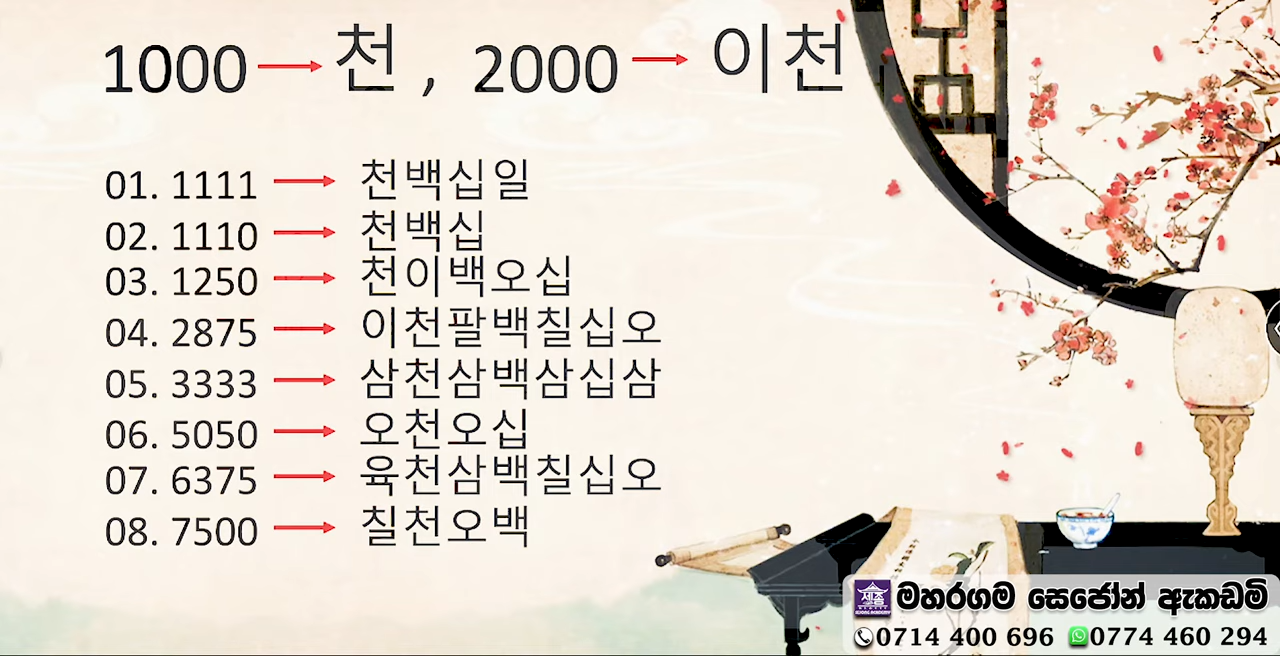 1000 → 천 , 2000 → 이천
01. 1111 → 천백십일
02. 1110 → 천백십
03. 1250 → 천이백오십
04. 2875 → 이천팔백칠십오
05. 3333 → 삼천삼백삼십삼
06. 5050 → 오천오십
07. 6375 → 육천삼백칠십오
08. 7500 → 칠천오백
세종
මහරගම සෙජෝන් ඇකඩමි
0714 400 696 0774 460 294